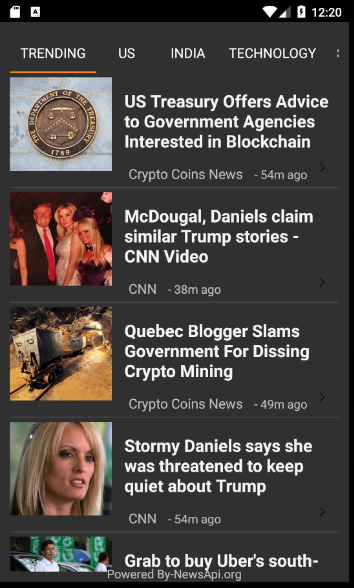 12:20
TRENDING US INDIA TECHNOLOGY
THE DEPARTMENT OF THE TREASURY
1789
US Treasury Offers Advice
to Government Agencies
Interested in Blockchain
Crypto Coins News - 54m ago
McDougal, Daniels claim
similar Trump stories -
CNN Video
CNN - 38m ago
Quebec Blogger Slams
Government For Dissing
Crypto Mining
Crypto Coins News - 49m ago
Stormy Daniels says she
was threatened to keep
quiet about Trump
CNN - 54m ago
Grab to buy Uber's south-
Powered By-NewsApi.org